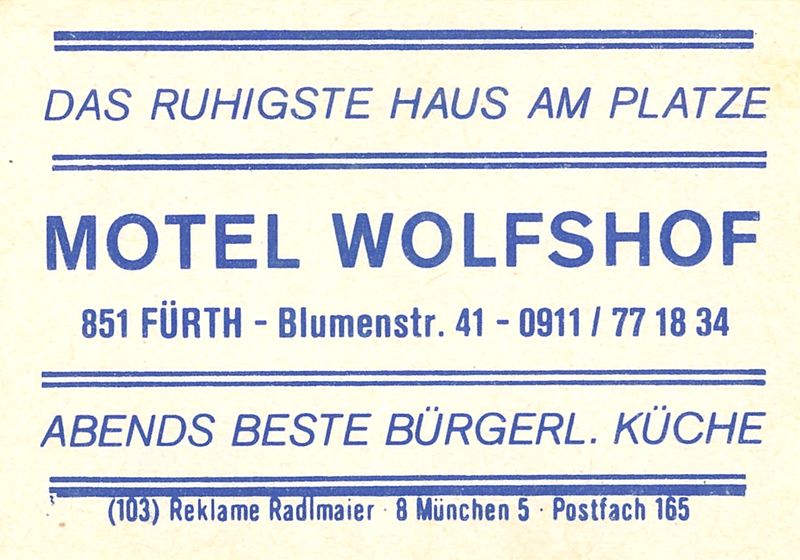 DAS RUHIGSTE HAUS AM PLATZE
MOTEL WOLFSHOF
851 FÜRTH - Blumenstr. 41 - 0911 / 77 18 34
ABENDS BESTE BÜRGERL. KÜCHE
(103) Reklame Radlmaier · 8 München 5 · Postfach 165